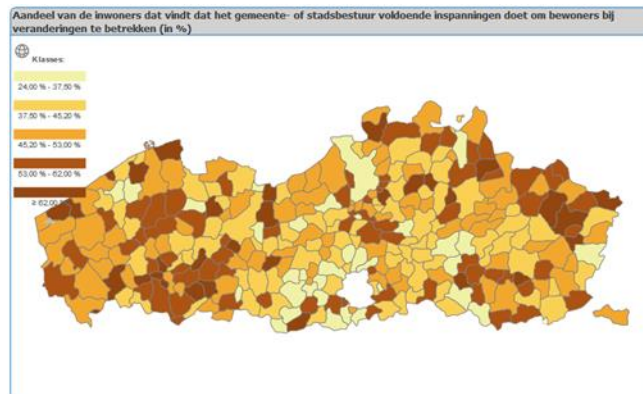 Aandeel van de inwoners dat vindt dat het gemeente- of stadsbestuur voldoende inspanningen doet om bewoners bij
veranderingen te betrekken (in %)
Klasses:
24,00 % - 37,50 %
37,50 % - 45,20 %
45,20 % - 53,00 %
53,00 % - 62,00 %
≥ 62,00